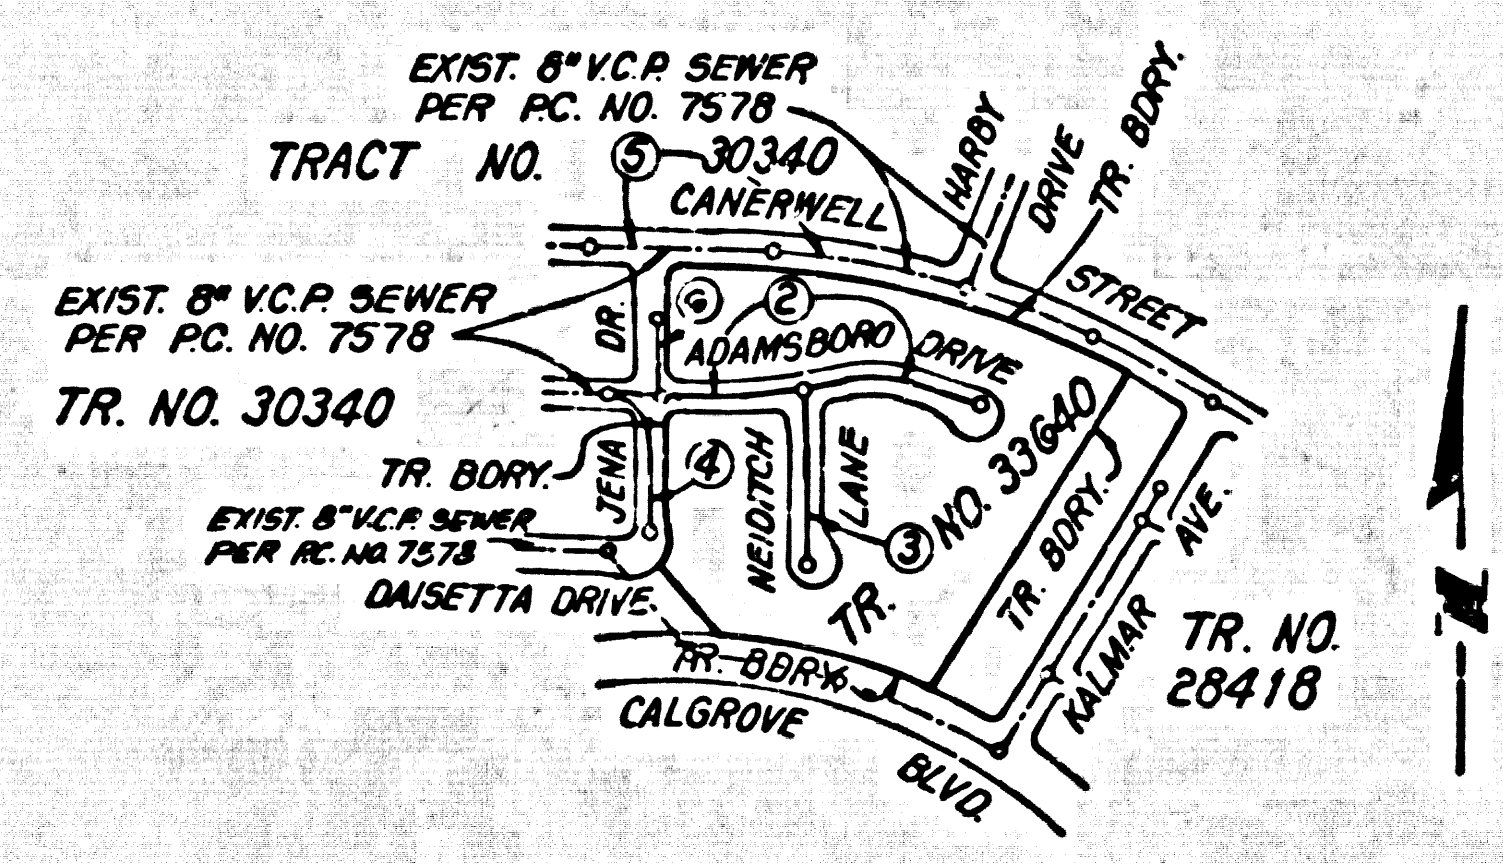 EXIST. 8" V.C.P. SEWER
PER P.C. NO. 7578
TRACT NO. 30340
5
CANERWELL
STREET
HARBY
DRIVE
TR. BDRY.
EXIST. 8" V.C.P. SEWER
PER P.C. NO. 7578
DR.
6
2
ADAMSBORO DRIVE
TR. NO. 30340
TR. BDRY.
JENA
4
NEIDITCH
LANE
3
TR. NO. 33640
TR. BDRY.
EXIST. 8" V.C.P. SEWER
PER P.C. NO. 7578
DAISETTA DRIVE.
TR. BDRY.
CALGROVE
BLVD.
KALMAR
AVE.
TR. NO.
28418
N